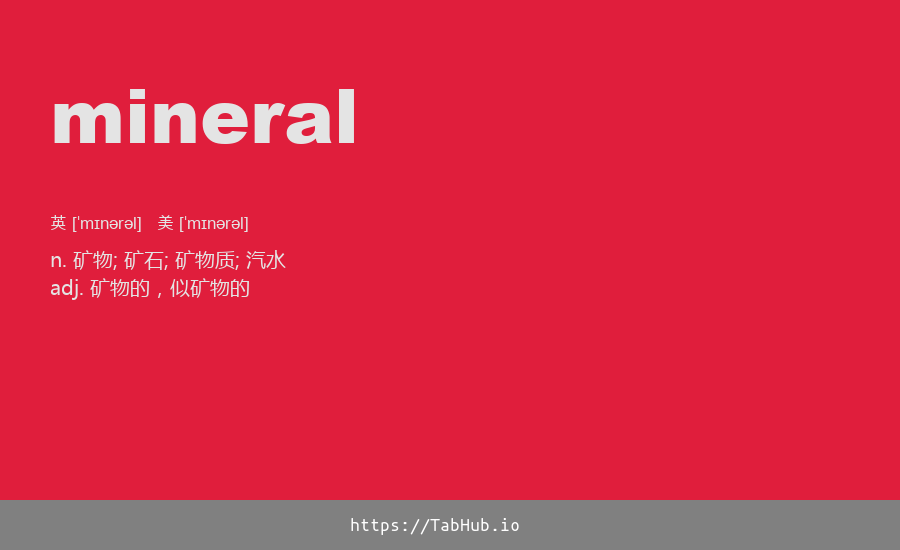 mineral
英 [ˈmɪnərəl] 美 [ˈmɪnərəl]
n. 矿物; 矿石; 矿物质; 汽水
adj. 矿物的，似矿物的
https://TabHub.io